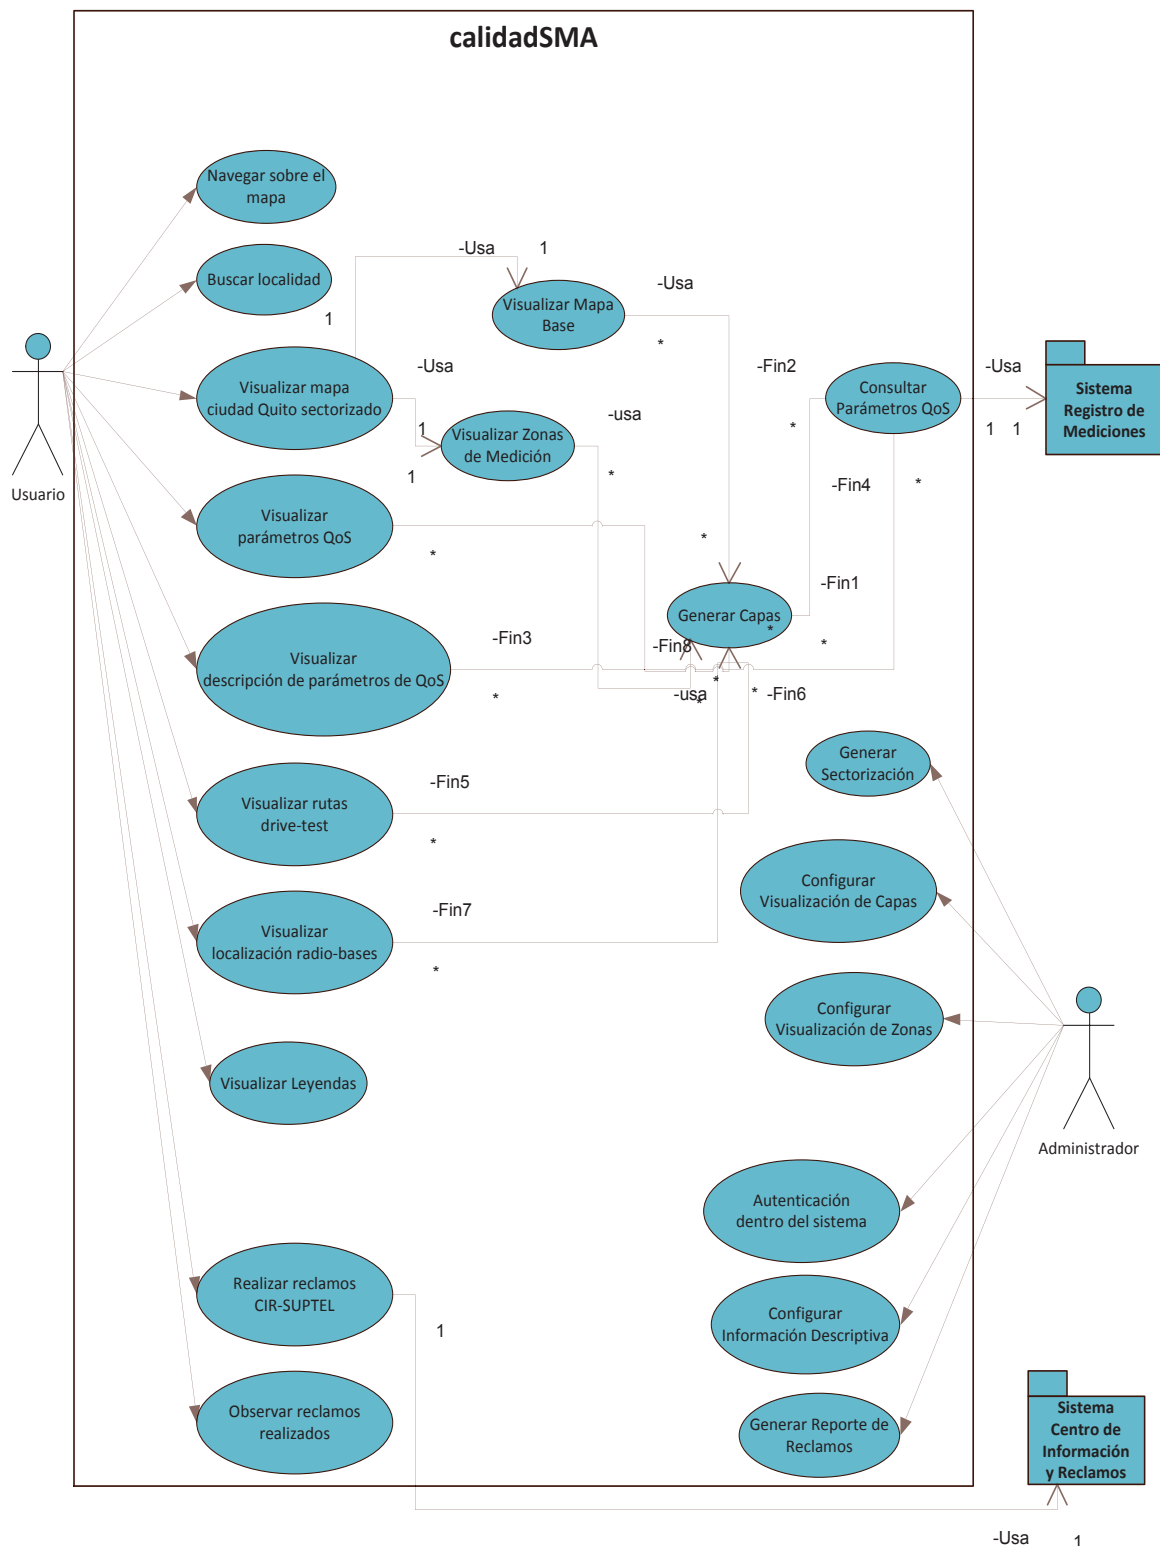 calidadSMA
Navegar sobre el
mapa
Buscar localidad
-Usa
1
Visualizar Mapa
Base
-Usa
*
1
Visualizar mapa
ciudad Quito sectorizado
-Usa
1
1
Visualizar Zonas
de Medición
-usa
*
-Fin2
*
Consultar
Parámetros QoS
-Usa
1
1
Sistema
Registro de
Mediciones
Usuario
Visualizar
parámetros QoS
*
-Fin4
*
*
Generar Capas
-Fin1
*
*
Visualizar
descripción de parámetros de QoS
-Fin3
*
-Fin8
*
-usa
*
*
-Fin6
Generar
Sectorización
Visualizar rutas
drive-test
-Fin5
*
Configurar
Visualización de Capas
Visualizar
localización radio-bases
-Fin7
*
Configurar
Visualización de Zonas
Visualizar Leyendas
Administrador
Autenticación
dentro del sistema
Realizar reclamos
CIR-SUPTEL
1
Configurar
Información Descriptiva
Observar reclamos
realizados
Generar Reporte de
Reclamos
Sistema
Centro de
Información
y Reclamos
-Usa
1